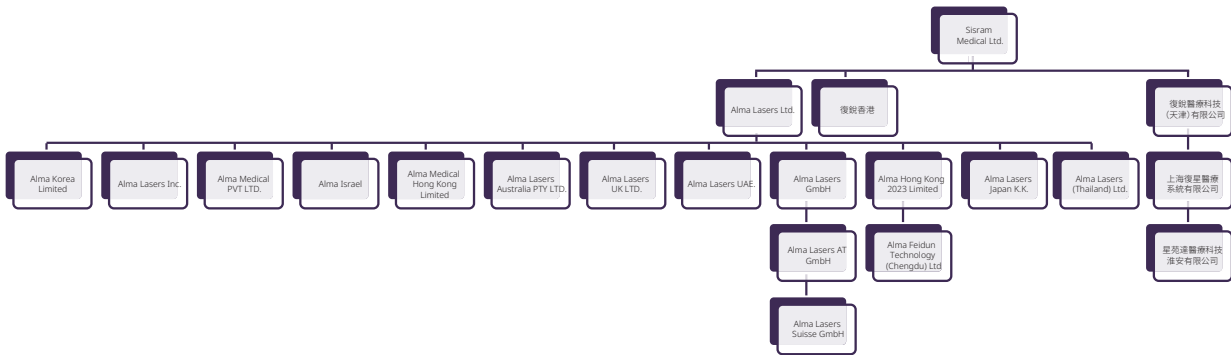 Sisram
Medical Ltd.
Alma Lasers Ltd.
復銳香港
復銳醫療科技
（天津）有限公司
Alma Korea
Limited
Alma Lasers Inc.
Alma Medical
PVT LTD.
Alma Israel
Alma Medical
Hong Kong
Limited
Alma Lasers
Australia PTY LTD.
Alma Lasers
UK LTD.
Alma Lasers UAE.
Alma Lasers
GmbH
Alma Hong Kong
2023 Limited
Alma Lasers
Japan K.K.
Alma Lasers
(Thailand) Ltd.
上海復星醫療
系統有限公司
Alma Lasers AT
GmbH
Alma Feidun
Technology
(Chengdu) Ltd
星苑達醫療科技
淮安有限公司
Alma Lasers
Suisse GmbH